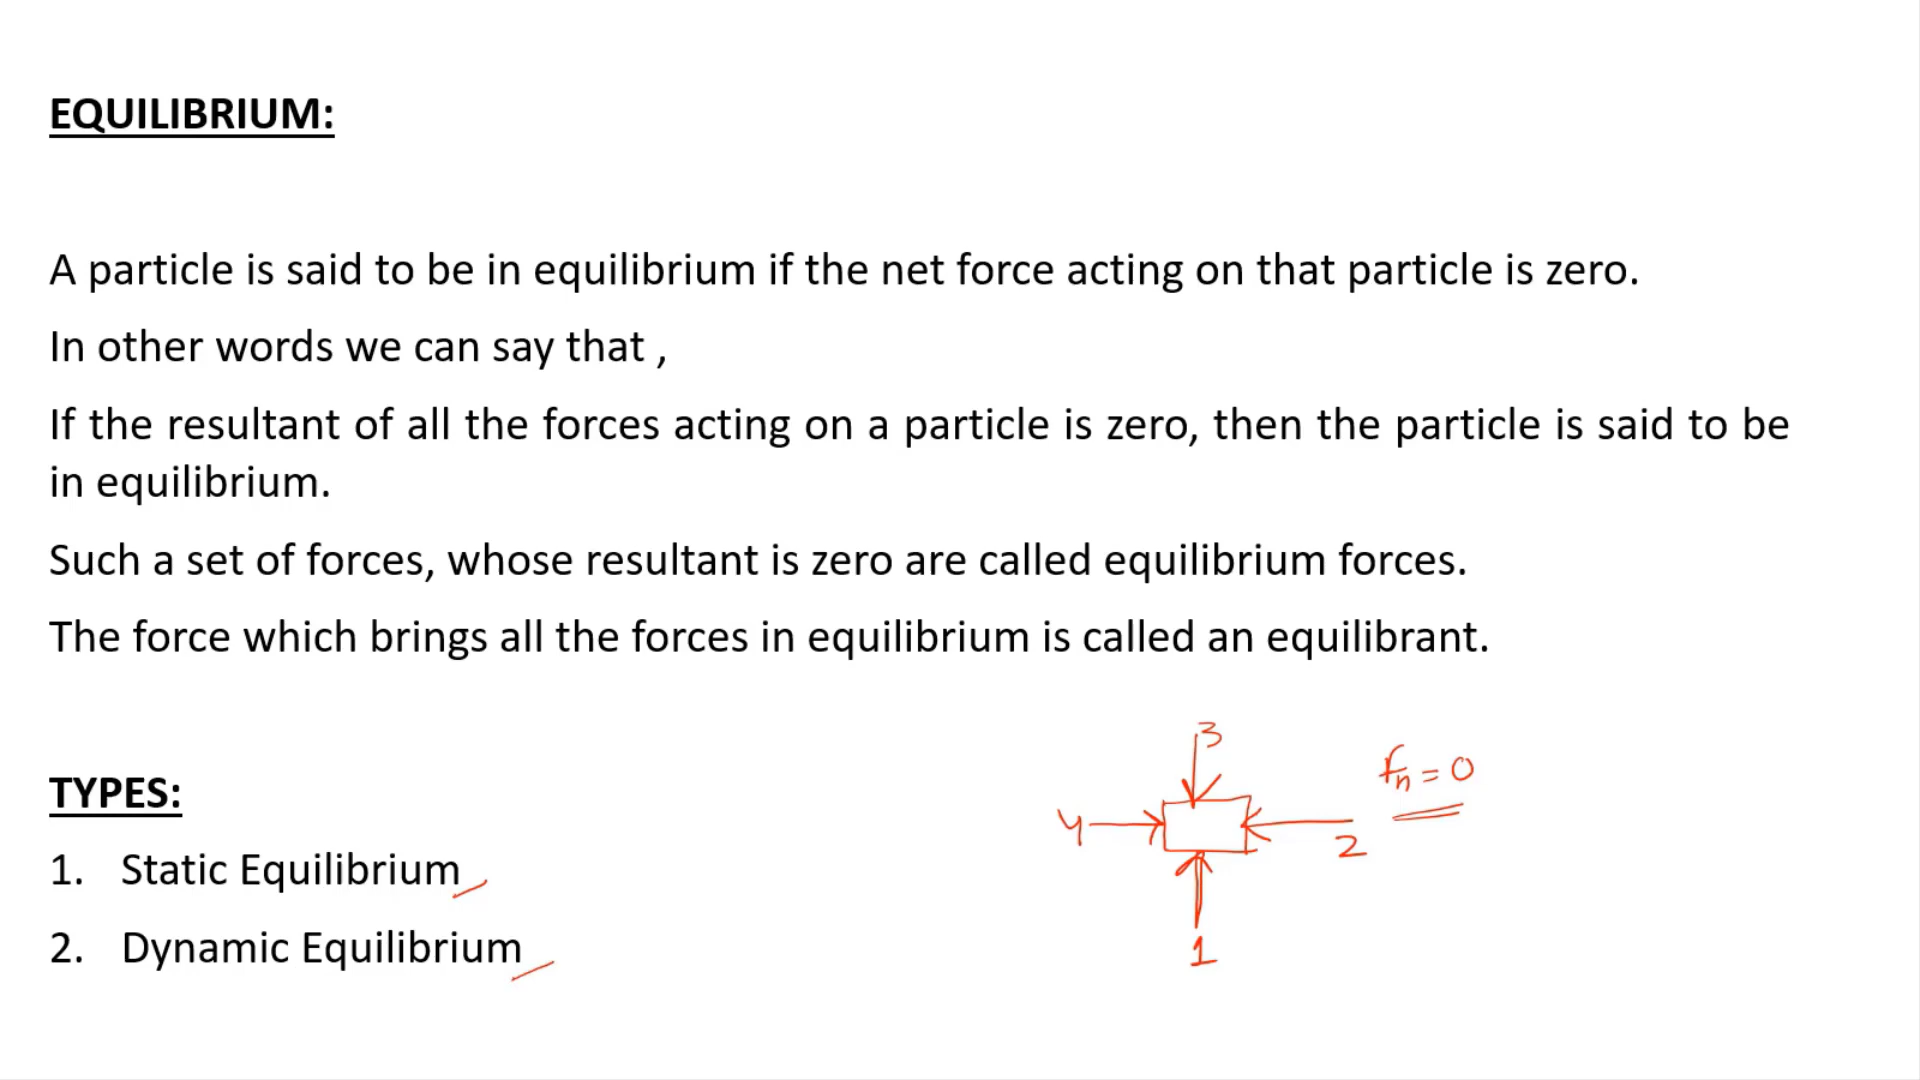 EQUILIBRIUM:
A particle is said to be in equilibrium if the net force acting on that particle is zero.
In other words we can say that ,
If the resultant of all the forces acting on a particle is zero, then the particle is said to be
in equilibrium.
Such a set of forces, whose resultant is zero are called equilibrium forces.
The force which brings all the forces in equilibrium is called an equilibrant.
TYPES:
1. Static Equilibrium
2. Dynamic Equilibrium
3
fn = 0
4
2
1